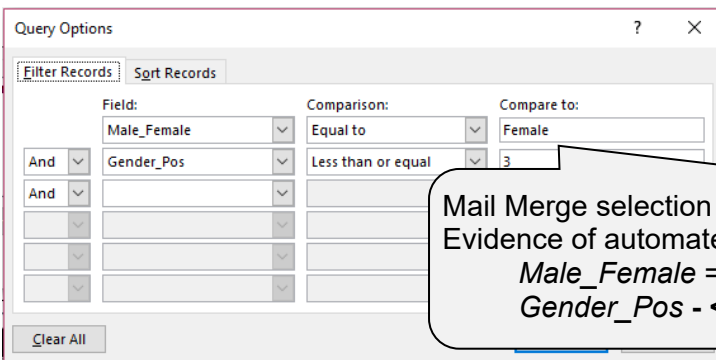 Query Options ?
Filter Records Sort Records
Field: Comparison: Compare to:
Male_Female Equal to Female
And Gender_Pos Less than or equal 3
And
Mail Merge selection
Evidence of automate
Male_Female =
Gender_Pos - <
Clear All